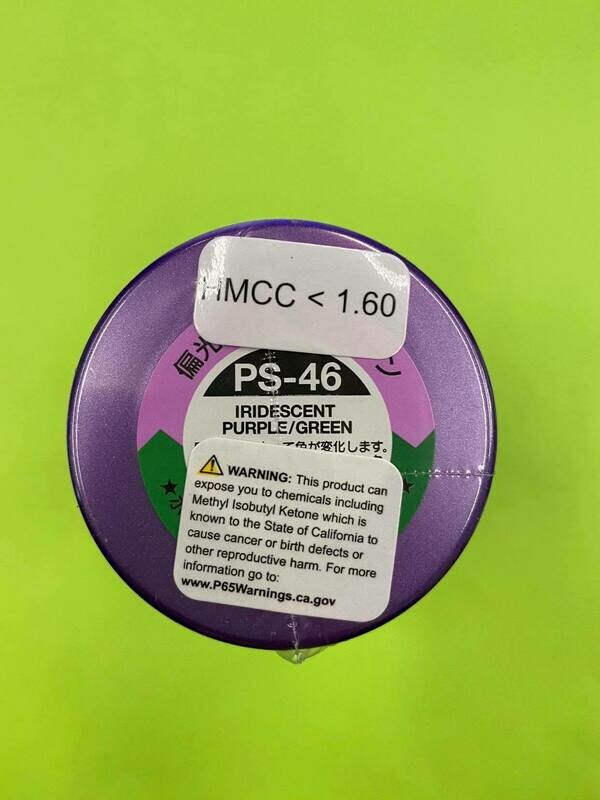 HMCC < 1.60
偏光
PS-46
IRIDESCENT
PURPLE/GREEN
て色が変化します。
⚠ WARNING: This product can
expose you to chemicals including
Methyl Isobutyl Ketone which is
known to the State of California to
cause cancer or birth defects or
other reproductive harm. For more
information go to:
www.P65Warnings.ca.gov